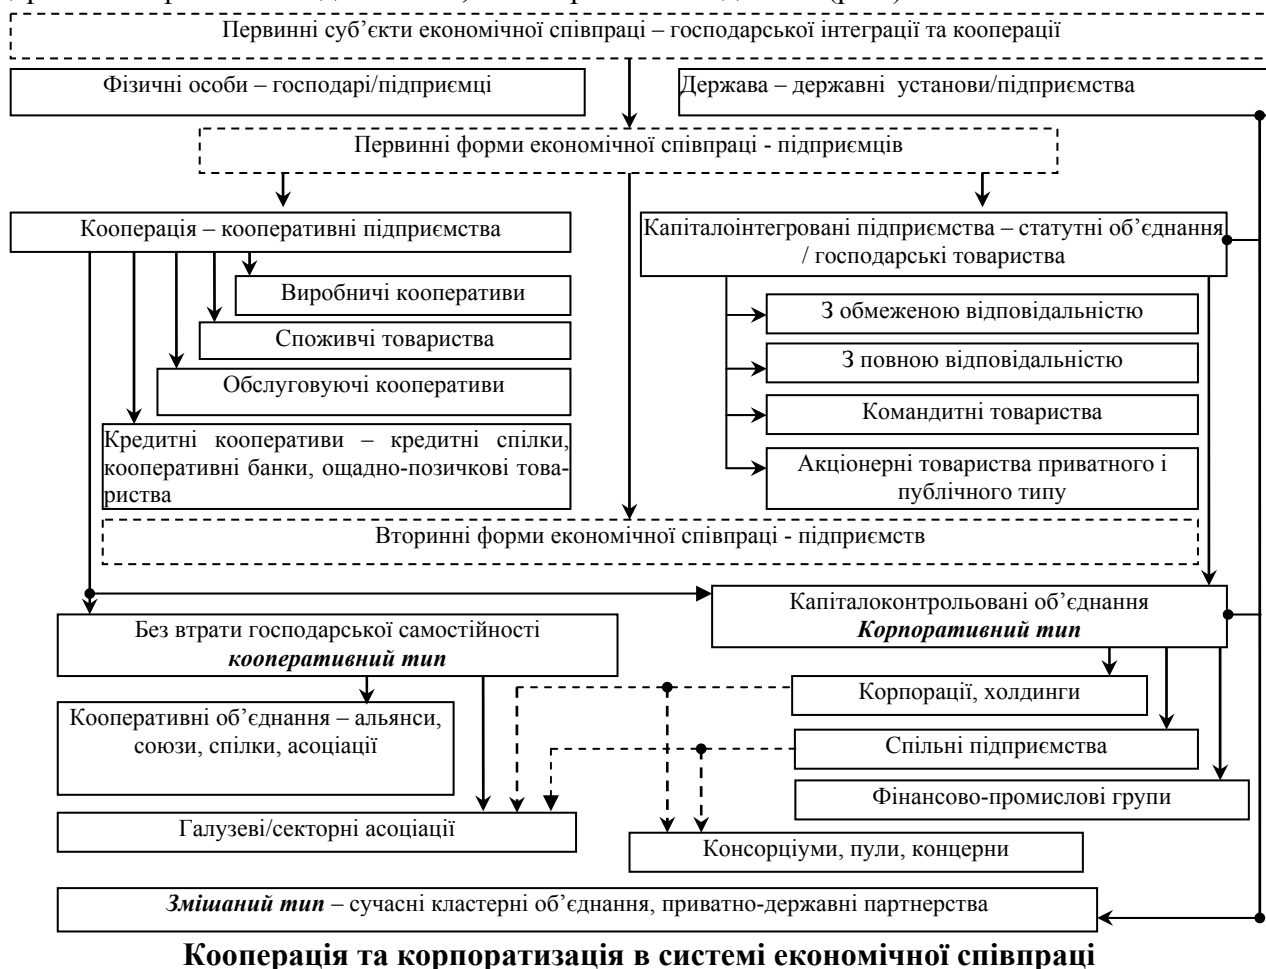 Первинні суб’єкти економічної співпраці – господарської інтеграції та кооперації
Фізичні особи – господарі/підприємці
Держава – державні установи/підприємства
Первинні форми економічної співпраці - підприємців
Кооперація – кооперативні підприємства
Капіталоінтегровані підприємства – статутні об’єднання
/ господарські товариства
Виробничі кооперативи
Споживчі товариства
Обслуговуючі кооперативи
Кредитні кооперативи – кредитні спілки,
кооперативні банки, ощадно-позичкові това-
риства
З обмеженою відповідальністю
З повною відповідальністю
Командитні товариства
Акціонерні товариства приватного і
публічного типу
Вторинні форми економічної співпраці - підприємств
Без втрати господарської самостійності
кооперативний тип
Капіталоконтрольовані об’єднання
Корпоративний тип
Кооперативні об’єднання – альянси,
союзи, спілки, асоціації
Корпорації, холдинги
Спільні підприємства
Фінансово-промислові групи
Галузеві/секторні асоціації
Консорціуми, пули, концерни
Змішаний тип – сучасні кластерні об’єднання, приватно-державні партнерства
Кооперація та корпоратизація в системі економічної співпраці